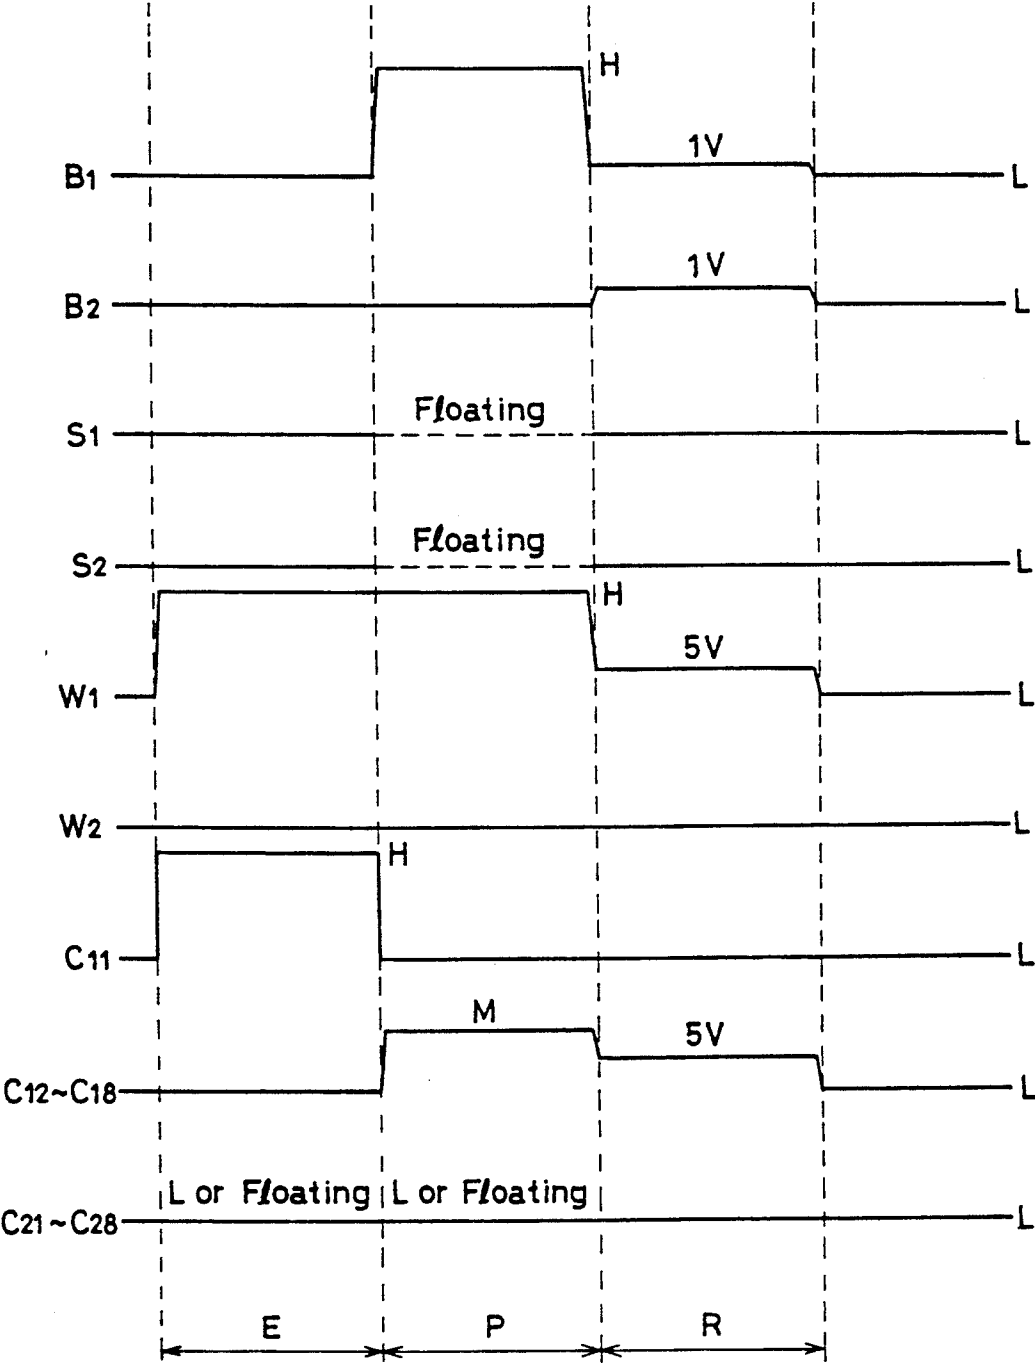 H
1V
B1 L
1V
B2 L
Floating
S1 L
Floating
S2 L
H
5V
W1 L
W2 L
H
C11 L
M
5V
C12~C18 L
L or Floating L or Floating
C21~C28 L
E P R